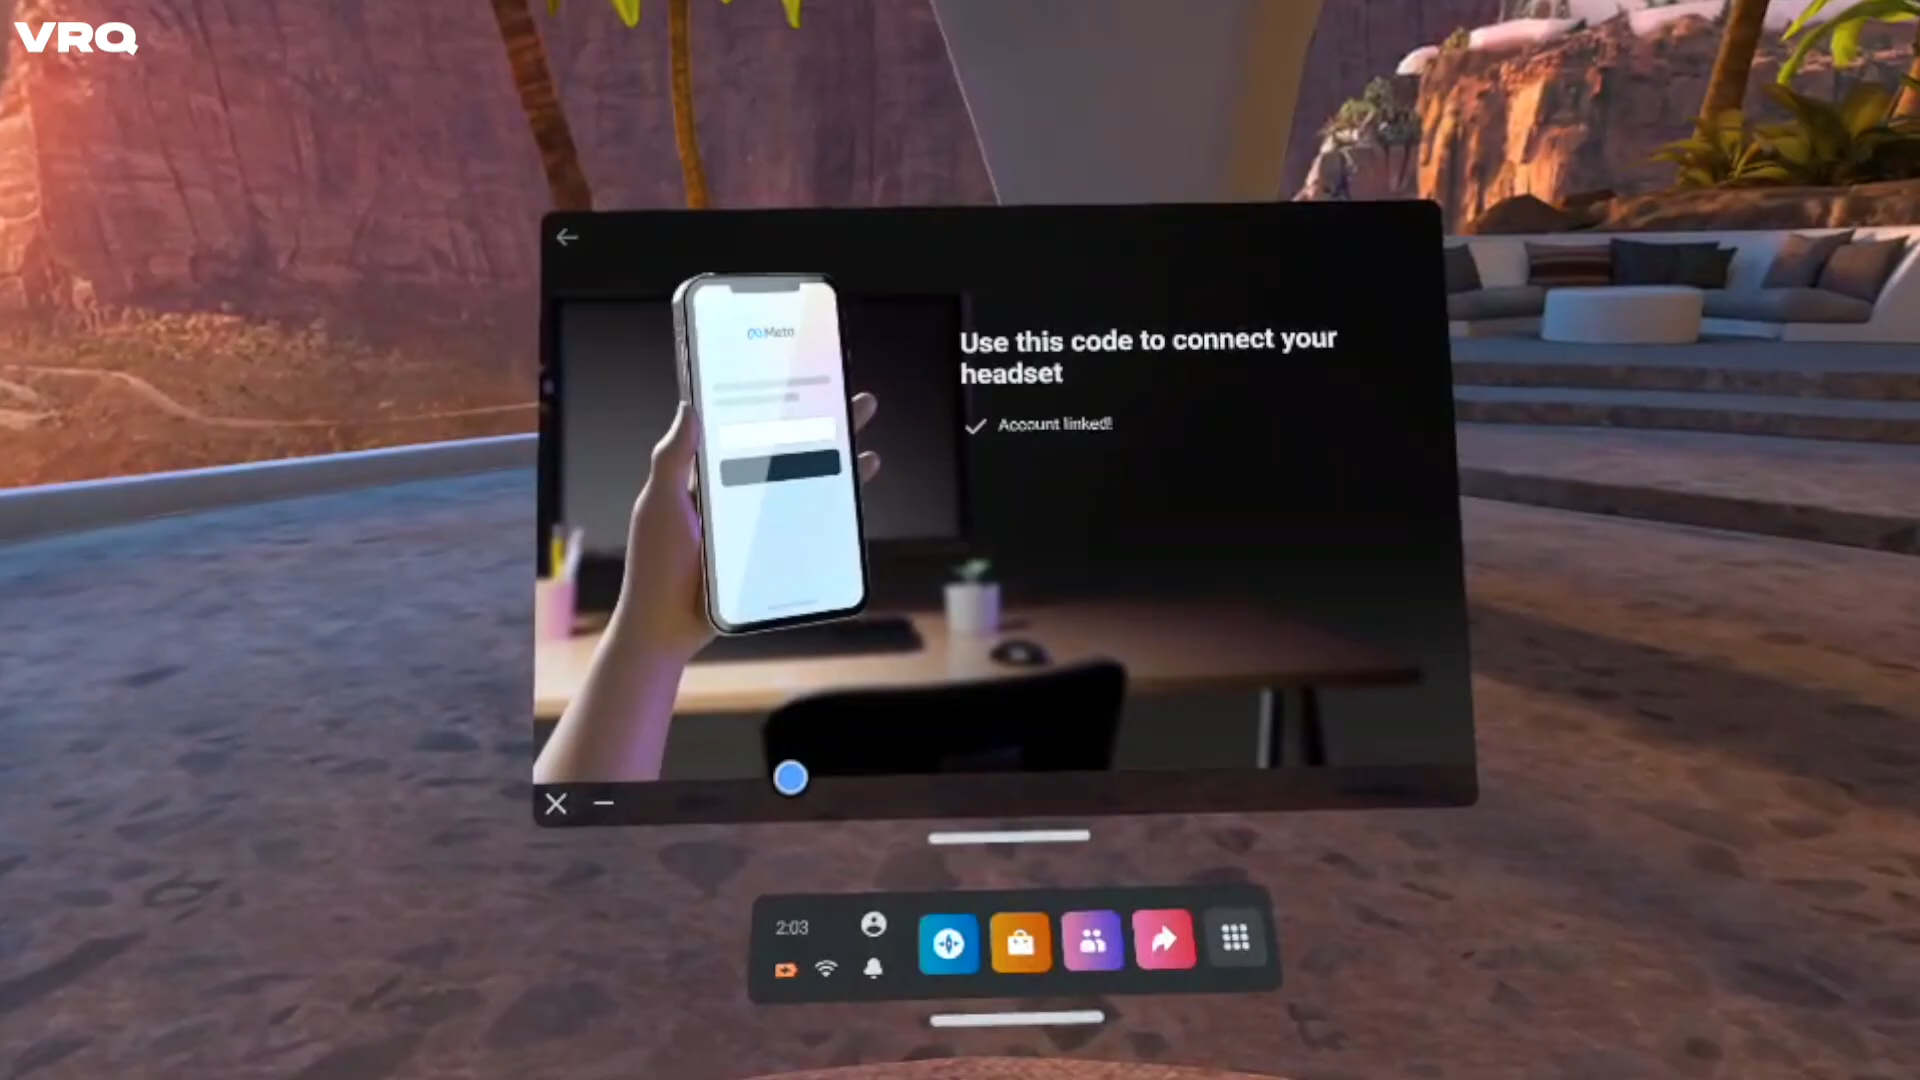 VRQ
Meta
Use this code to connect your
headset
Account linked!
2:03